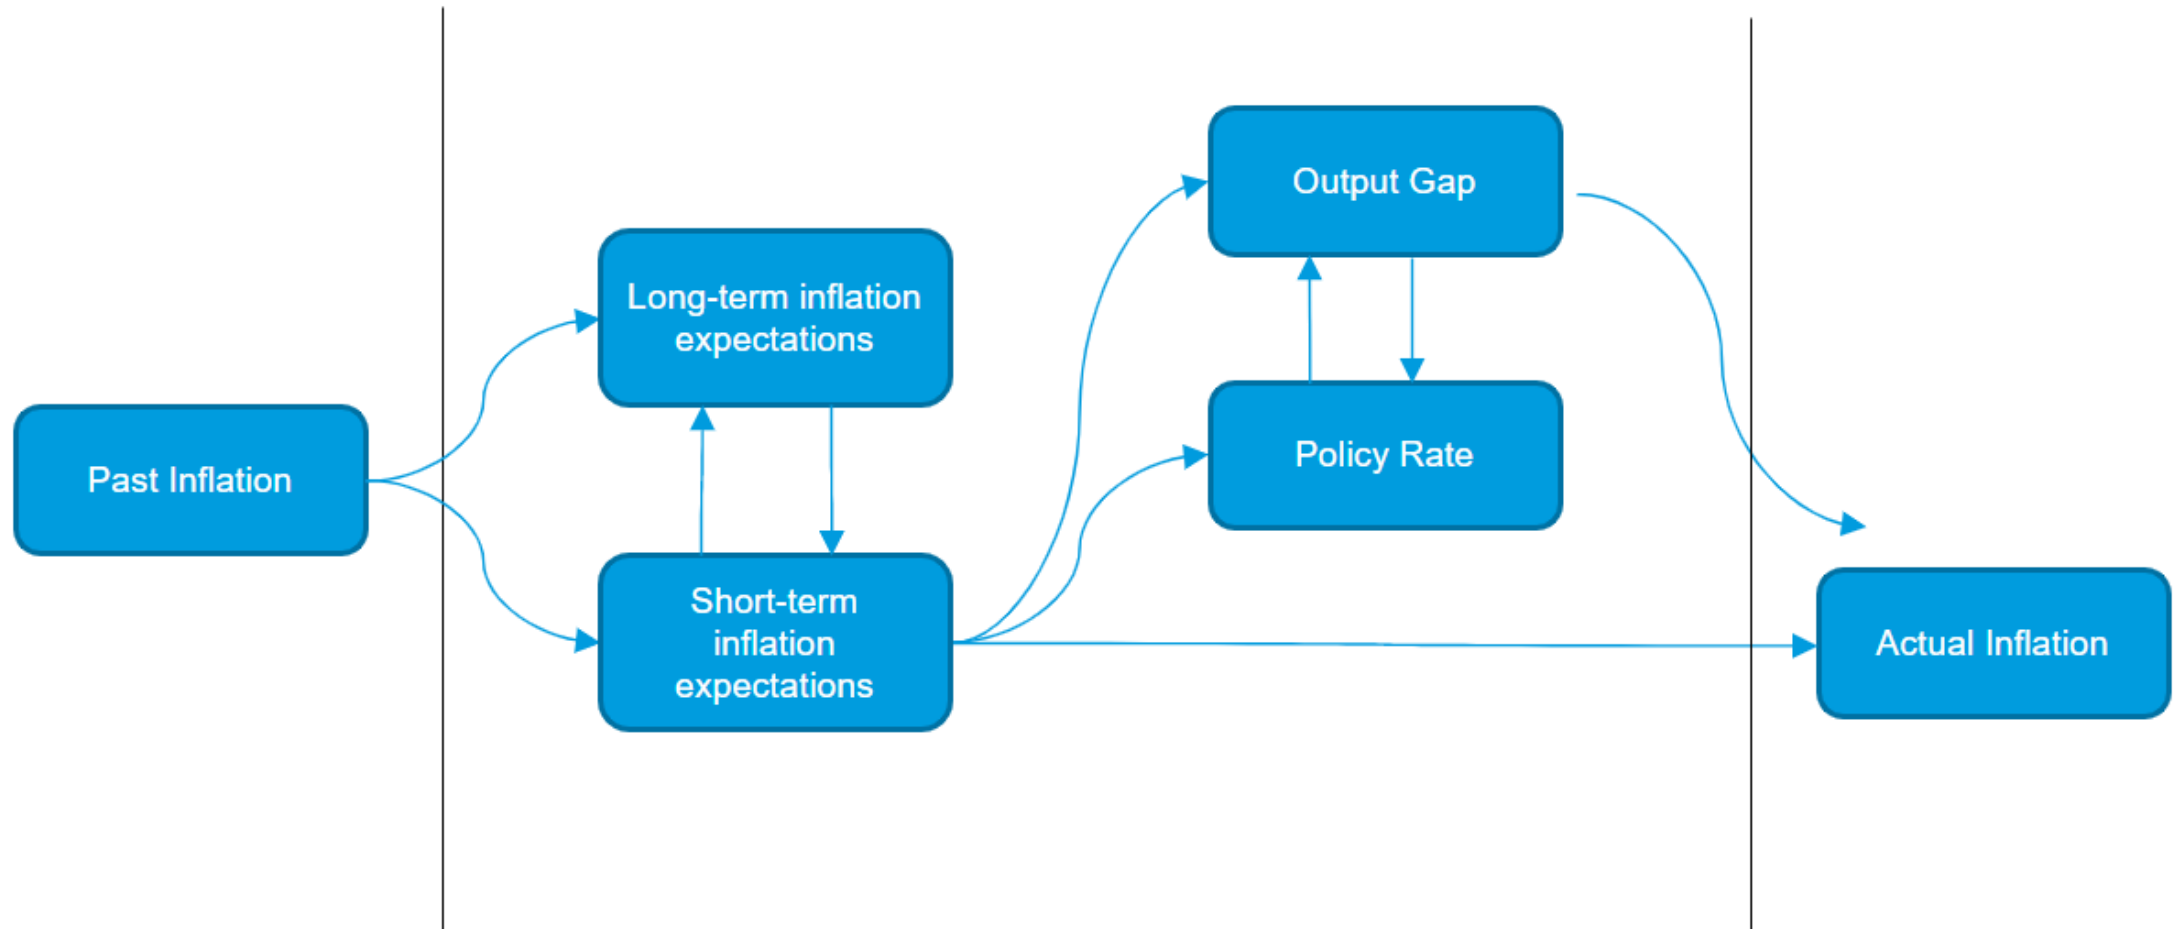 Past Inflation
Long-term inflation
expectations
Short-term
inflation
expectations
Output Gap
Policy Rate
Actual Inflation